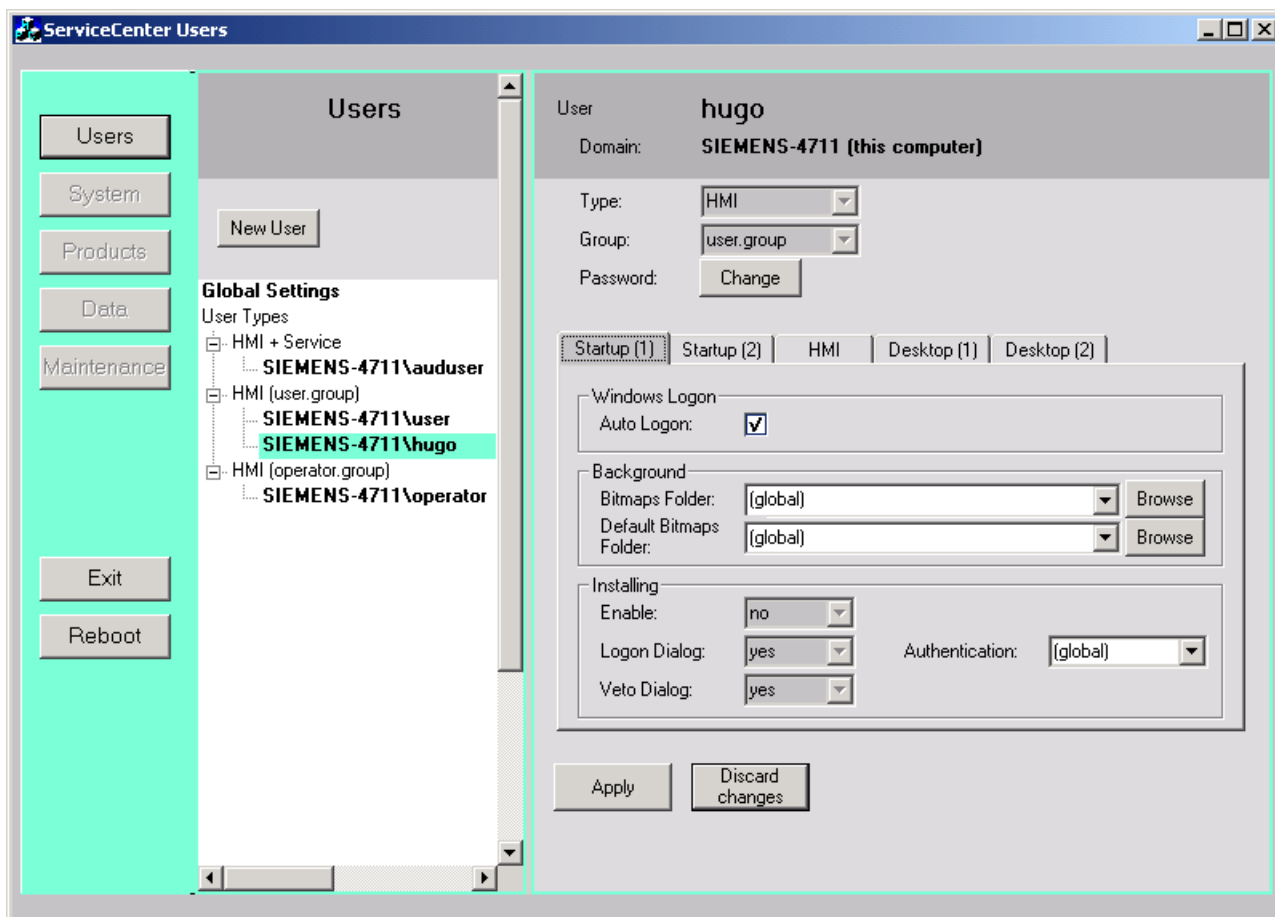 ServiceCenter Users
Users
System
Products
Data
Maintenance
Exit
Reboot
Users
New User
Global Settings
User Types
HMI + Service
SIEMENS-4711\auduser
HMI (user.group)
SIEMENS-4711\user
SIEMENS-4711\hugo
HMI (operator.group)
SIEMENS-4711\operator
User hugo
Domain: SIEMENS-4711 (this computer)
Type: HMI
Group: user.group
Password: Change
Startup (1) Startup (2) HMI Desktop (1) Desktop (2)
Windows Logon
Auto Logon:
Background
Bitmaps Folder: (global) Browse
Default Bitmaps
Folder: (global) Browse
Installing
Enable: no
Logon Dialog: yes Authentication: (global)
Veto Dialog: yes
Apply
Discard
changes